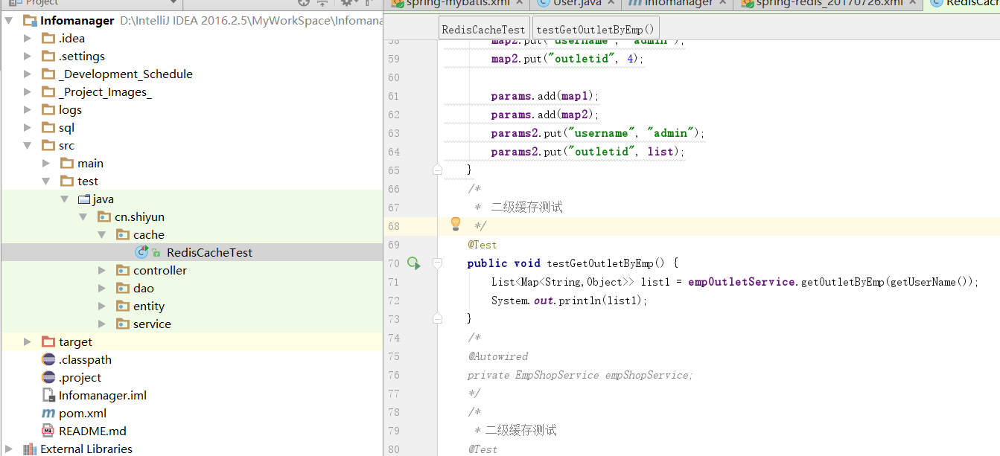 Project
Infomanager D:\IntelliJ IDEA 2016.2.5\MyWorkSpace\Infomana
.idea
.settings
_Development_Schedule
_Project_Images_
logs
sql
src
main
test
java
cn.shiyun
cache
RedisCacheTest
controller
dao
entity
service
target
.classpath
.project
Infomanager.iml
pom.xml
README.md
External Libraries
spring-mybatis.xml
User.java
Infomanager
spring-redis_20170726.xml
RedisCach
RedisCacheTest testGetOutletByEmp()
58 map2.put("username", "admin");
59 map2.put("outletid", 4);
60
61 params.add(map1);
62 params.add(map2);
63 params2.put("username", "admin");
64 params2.put("outletid", list);
65 }
66 /*
67 * 二级缓存测试
68 */
69 @Test
70 public void testGetOutletByEmp() {
71 List<Map<String,Object>> list1 = empOutletService.getOutletByEmp(getUserName());
72 System.out.println(list1);
73 }
74 /*
75 @Autowired
76 private EmpShopService empShopService;
77 */
78 /*
79 * 二级缓存测试
80 @Test